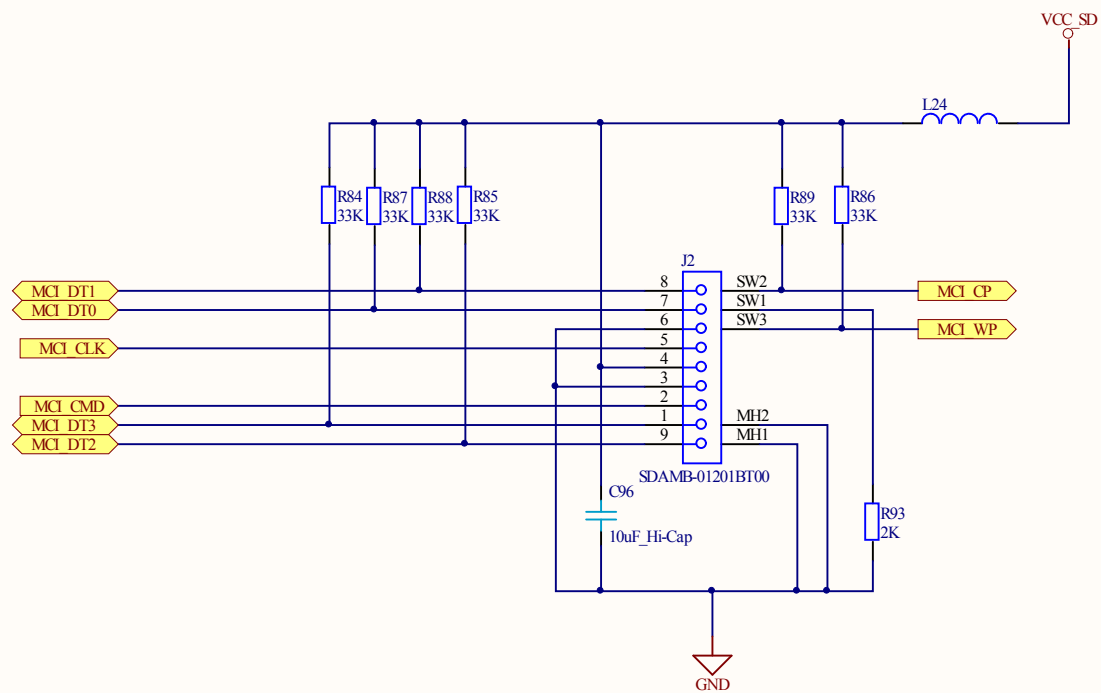 VCC_SD
L24
R84
33K
R87
33K
R88
33K
R85
33K
R89
33K
R86
33K
J2
MCI_DT1
8
SW2
MCI_CP
MCI_DT0
7
SW1
6
SW3
MCI_WP
MCI_CLK
5
4
3
MCI_CMD
2
MCI_DT3
1
MH2
MCI_DT2
9
MH1
SDAMB-01201BT00
C96
10uF_Hi-Cap
R93
2K
GND